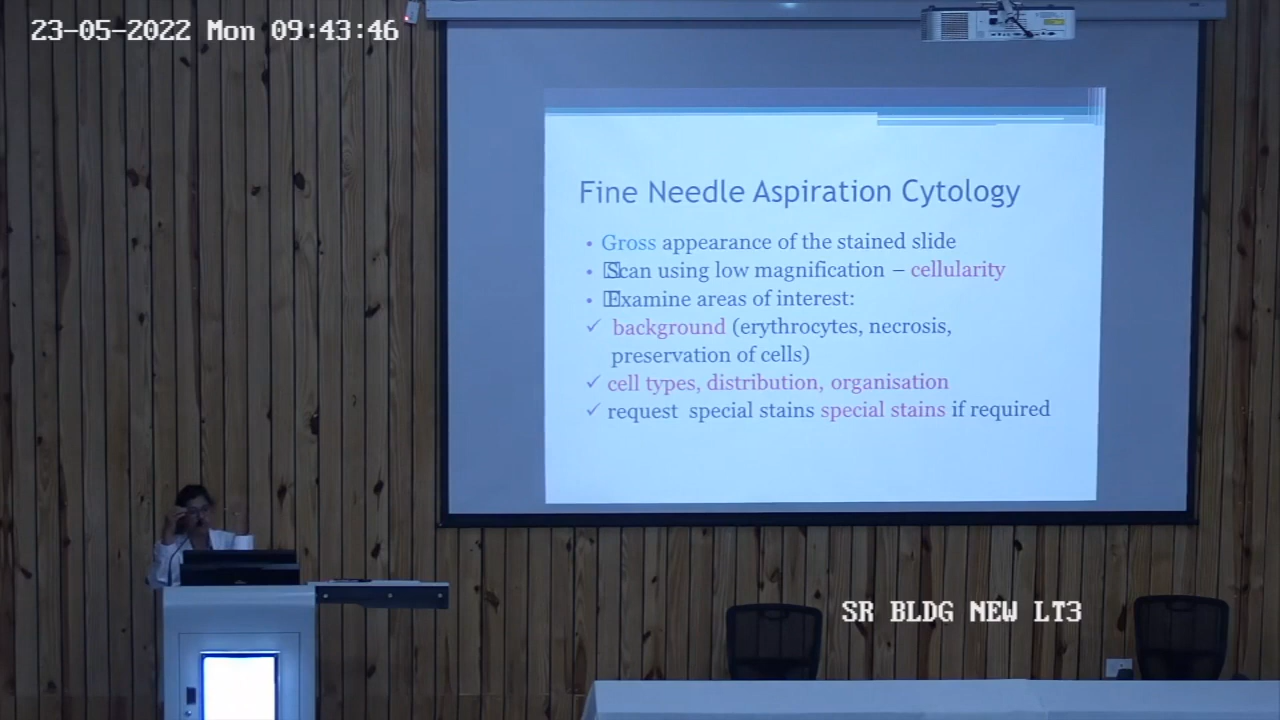 23-05-2022 Mon 09:43:46
Fine Needle Aspiration Cytology
• Gross appearance of the stained slide
• Scan using low magnification – cellularity
• Examine areas of interest:
✓ background (erythrocytes, necrosis,
preservation of cells)
✓ cell types, distribution, organisation
✓ request special stains special stains if required
SR BLDG NEW LT3